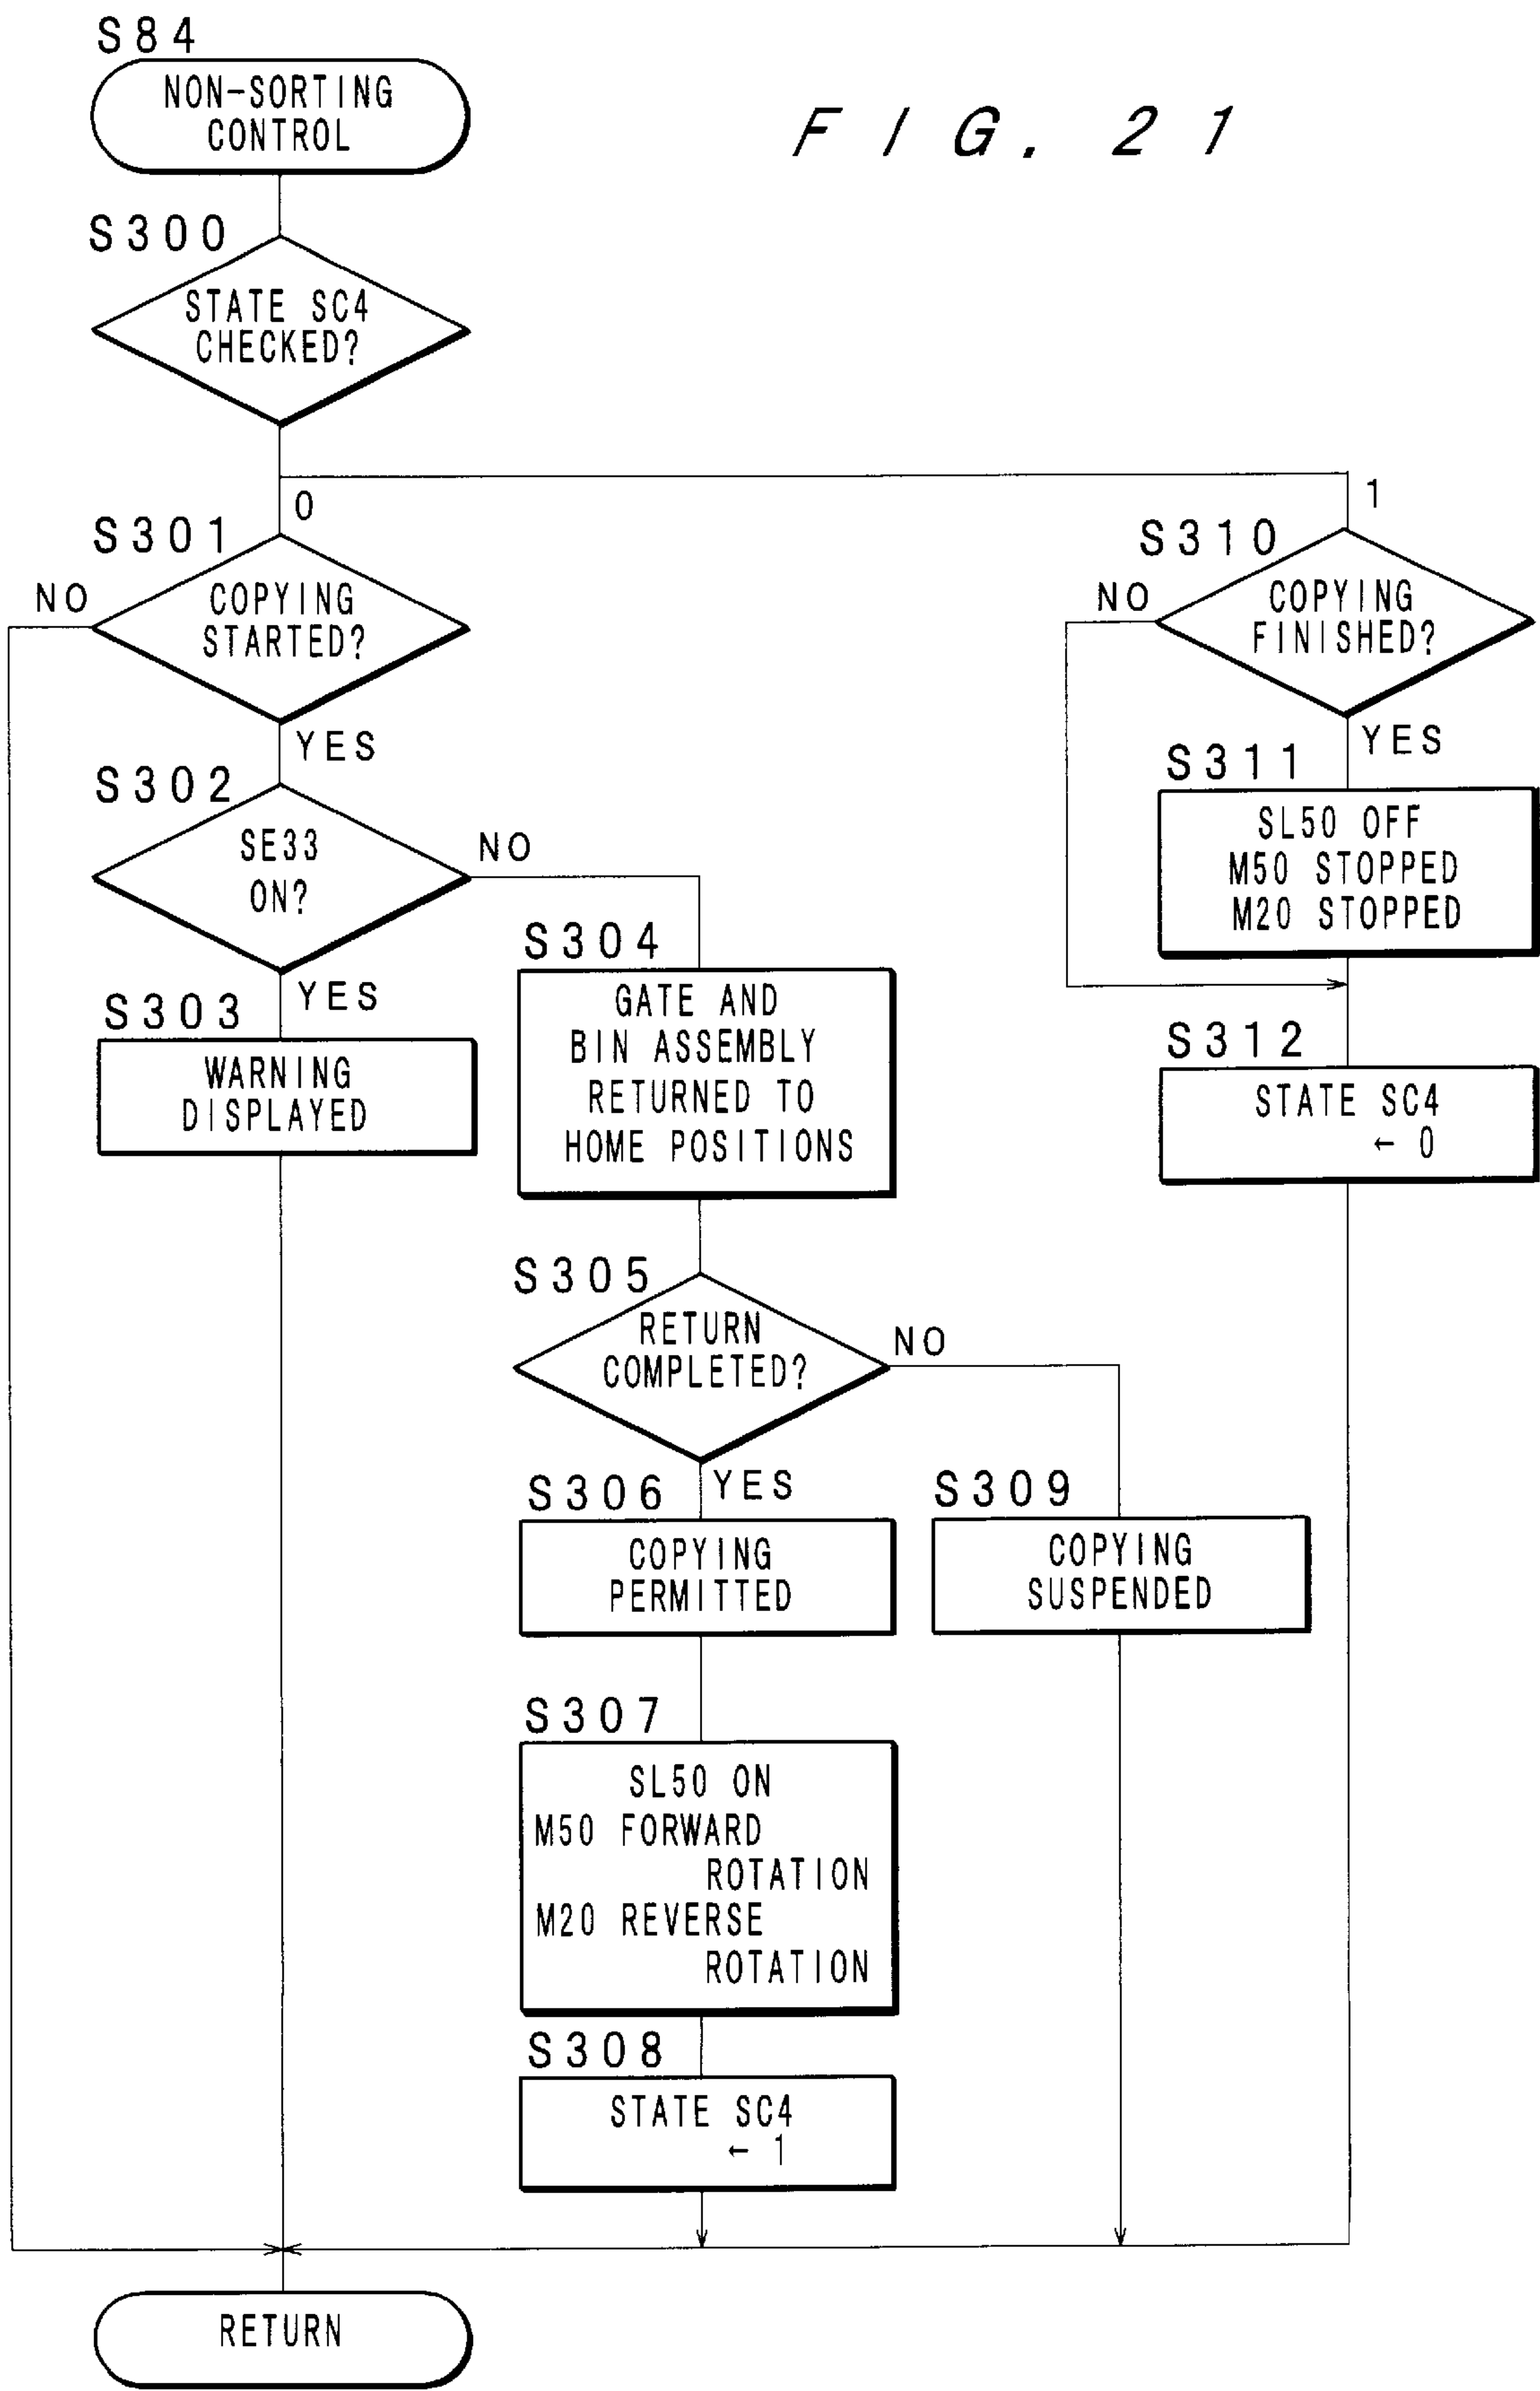 S84
NON-SORTING
CONTROL
FIG. 21
S300
STATE SC4
CHECKED?
0
1
S301
COPYING
STARTED?
NO
YES
S302
SE33
ON?
NO
YES
S303
WARNING
DISPLAYED
S304
GATE AND
BIN ASSEMBLY
RETURNED TO
HOME POSITIONS
S305
RETURN
COMPLETED?
NO
YES
S306
COPYING
PERMITTED
S307
SL50 ON
M50 FORWARD
ROTATION
M20 REVERSE
ROTATION
S308
STATE SC4
← 1
S309
COPYING
SUSPENDED
S310
COPYING
FINISHED?
NO
YES
S311
SL50 OFF
M50 STOPPED
M20 STOPPED
S312
STATE SC4
← 0
RETURN